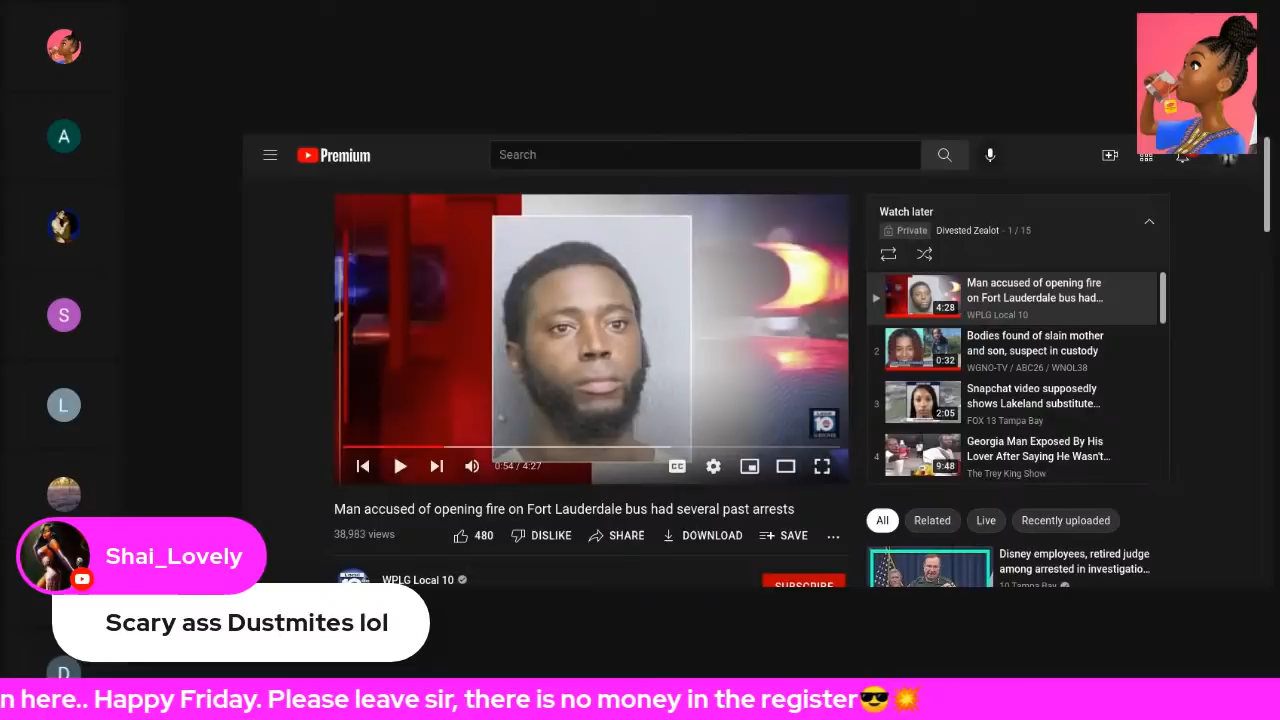 A
S
L
D
Premium
Search
0:54 / 4:27
CC
Man accused of opening fire on Fort Lauderdale bus had several past arrests
38,983 views
480
DISLIKE
SHARE
DOWNLOAD
SAVE
WPLG Local 10
SUBSCRIBE
Watch later
Private
Divested Zealot - 1 / 15
4:28
Man accused of opening fire
on Fort Lauderdale bus had...
WPLG Local 10
2
0:32
Bodies found of slain mother
and son, suspect in custody
WGNO-TV / ABC26 / WNOL38
3
2:05
Snapchat video supposedly
shows Lakeland substitute...
FOX 13 Tampa Bay
4
9:48
Georgia Man Exposed By His
Lover After Saying He Wasn't...
The Trey King Show
All
Related
Live
Recently uploaded
Disney employees, retired judge
among arrested in investigatio...
10 Tampa Bay
Shai_Lovely
Scary ass Dustmites lol
n here.. Happy Friday. Please leave sir, there is no money in the register😎 💥